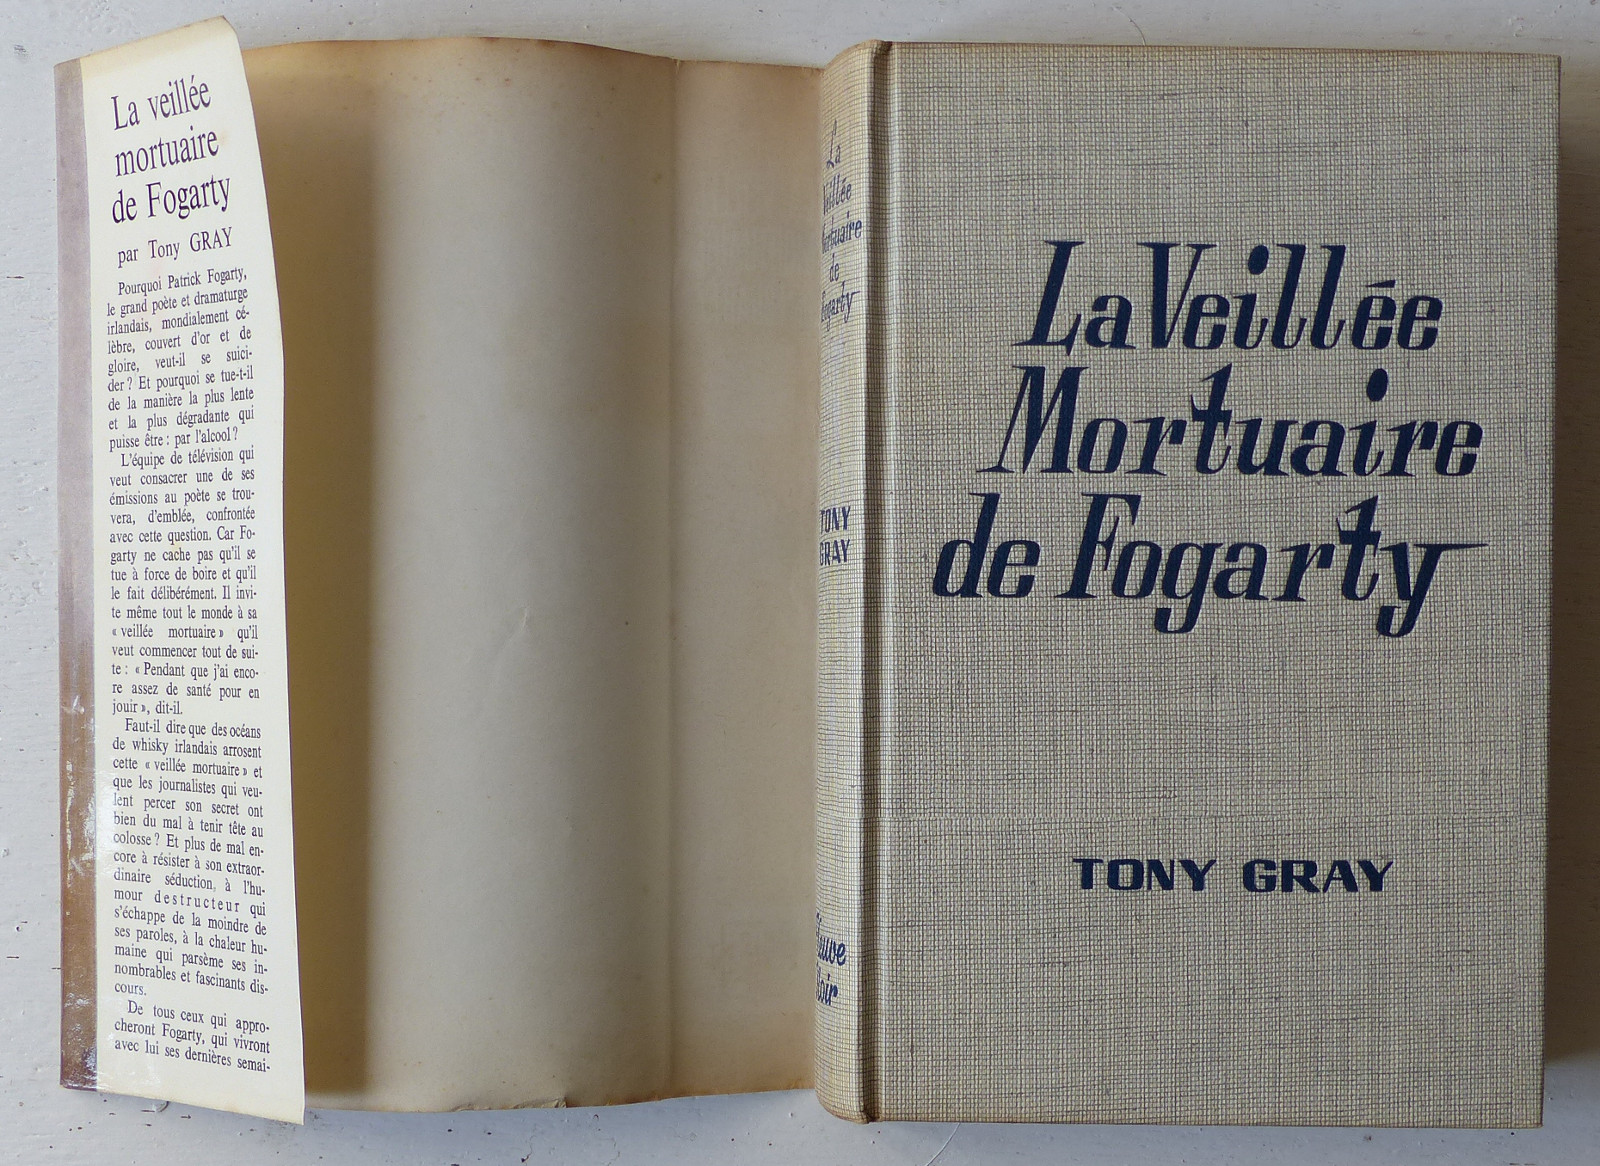 La veillée
mortuaire
de Fogarty
par Tony GRAY
Pourquoi Patrick Fogarty,
le grand poète et dramaturge
irlandais, mondialement cé-
lèbre, couvert d'or et de
gloire, veut-il se suici-
der ? Et pourquoi se tue-t-il
de la manière la plus lente
et la plus dégradante qui
puisse être : par l'alcool ?
L'équipe de télévision qui
veut consacrer une de ses
émissions au poète se trou-
vera, d'emblée, confrontée
avec cette question. Car Fo-
garty ne cache pas qu'il se
tue à force de boire et qu'il
le fait délibérément. Il invi-
te même tout le monde à sa
« veillée mortuaire » qu'il
veut commencer tout de sui-
te : « Pendant que j'ai enco-
re assez de santé pour en
jouir », dit-il.
Faut-il dire que des océans
de whisky irlandais arrosent
cette « veillée mortuaire » et
que les journalistes qui veu-
lent percer son secret ont
bien du mal à tenir tête au
colosse ? Et plus de mal en-
core à résister à son extraor-
dinaire séduction, à l'hu-
mour destructeur qui
s'échappe de la moindre de
ses paroles, à la chaleur hu-
maine qui parsème ses in-
nombrables et fascinants dis-
cours.
De tous ceux qui appro-
cheront Fogarty, qui vivront
avec lui ses dernières semai-
La
Veillée
Mortuaire
de
Fogarty
TONY
GRAY
Fleuve
Noir
La Veillée
Mortuaire
de Fogarty
TONY GRAY